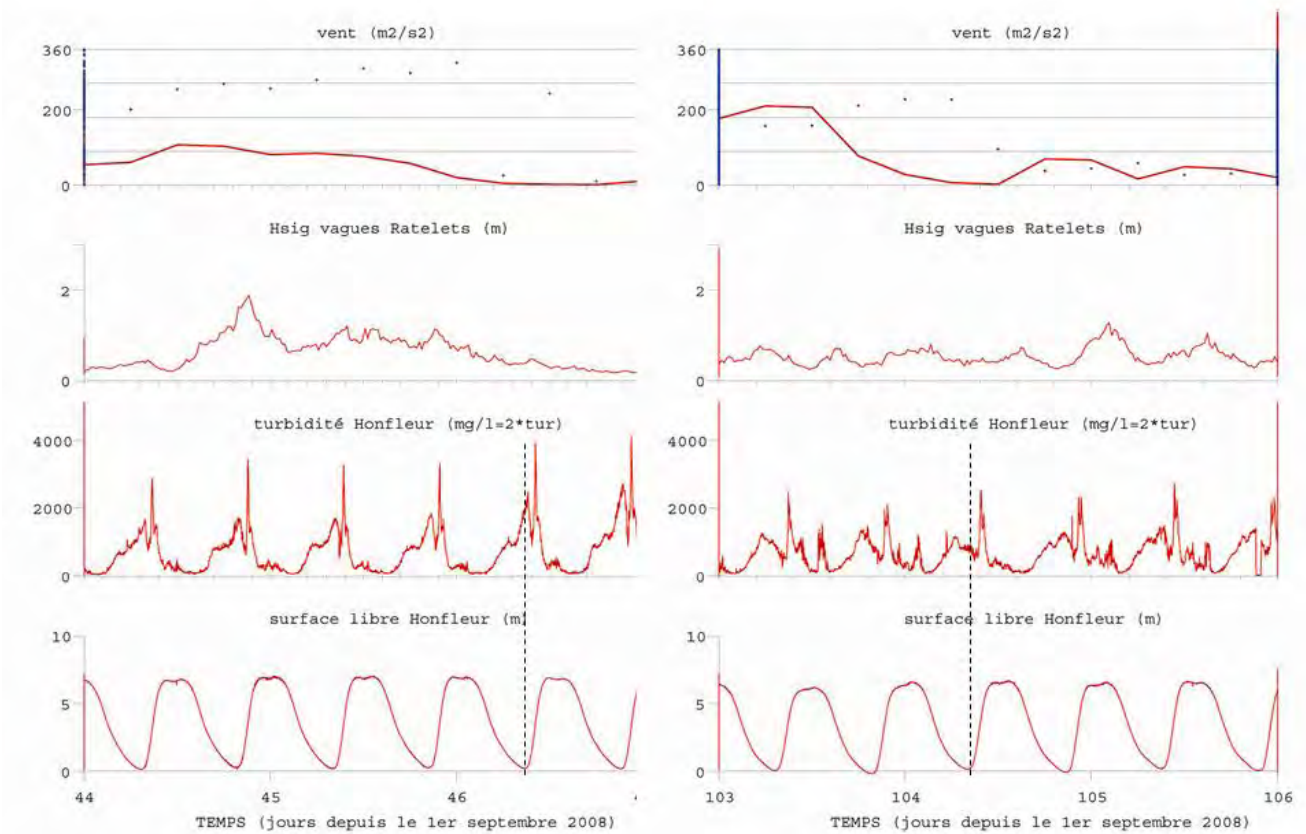 vent (m2/s2)
360
200
0
Hsig vagues Ratelets (m)
2
0
turbidité Honfleur (mg/l=2*tur)
4000
2000
0
surface libre Honfleur (m)
10
5
0
44 45 46
TEMPS (jours depuis le 1er septembre 2008)
vent (m2/s2)
360
200
0
Hsig vagues Ratelets (m)
2
0
turbidité Honfleur (mg/l=2*tur)
4000
2000
0
surface libre Honfleur (m)
10
5
0
103 104 105 106
TEMPS (jours depuis le 1er septembre 2008)